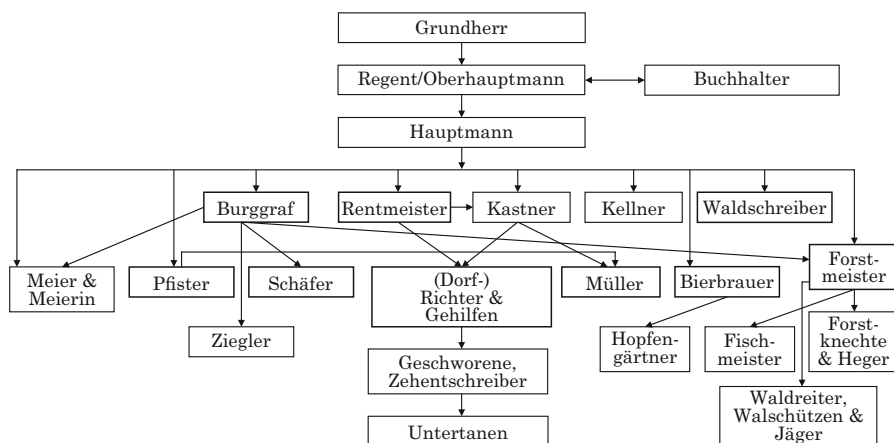 Grundherr
Regent/Oberhauptmann
Buchhalter
Hauptmann
Burggraf
Rentmeister
Kastner
Kellner
Waldschreiber
Meier &
Meierin
Pfister
Schäfer
(Dorf-)
Richter &
Gehilfen
Müller
Bierbrauer
Forst-
meister
Ziegler
Geschworene,
Zehentschreiber
Hopfen-
gärtner
Fisch-
meister
Forst-
knechte
& Heger
Untertanen
Waldreiter,
Walschützen &
Jäger